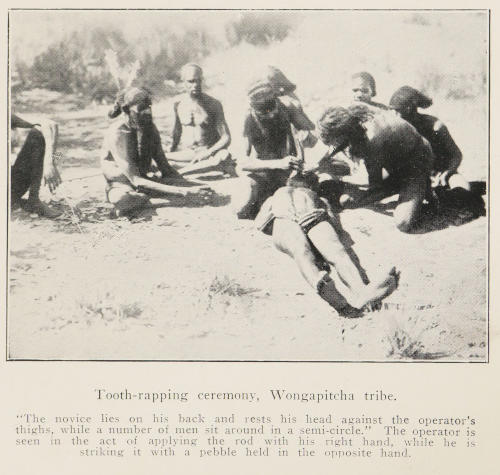 Tooth-rapping ceremony, Wongapitcha tribe.
"The novice lies on his back and rests his head against the operator's
thighs, while a number of men sit around in a semi-circle." The operator is
seen in the act of applying the rod with his right hand, while he is
striking it with a pebble held in the opposite hand.